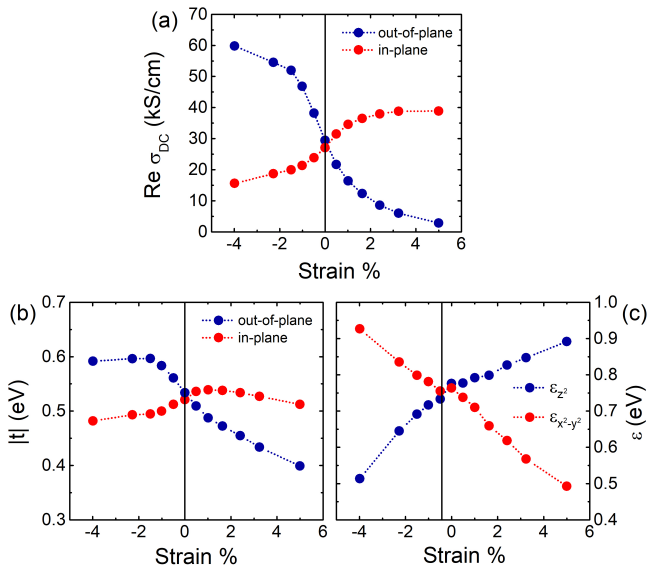 (a)
70
60
50
40
30
20
10
0
Re σDC (kS/cm)
out-of-plane
in-plane
-4 -2 0 2 4 6
Strain %
(b)
0.7
0.6
0.5
0.4
0.3
|t| (eV)
out-of-plane
in-plane
-4 -2 0 2 4 6
Strain %
(c)
1.0
0.9
0.8
0.7
0.6
0.5
0.4
ε (eV)
εz²
εx²-y²
-4 -2 0 2 4 6
Strain %